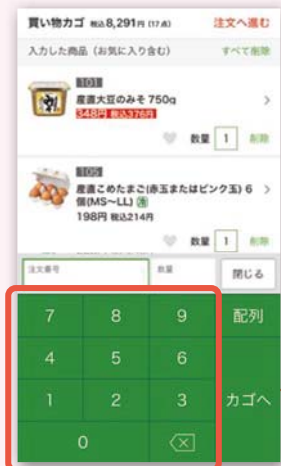 買い物カゴ 税込8,291円 (17点) 注文へ進む
入力した商品（お気に入り含む） すべて削除
101
産直大豆のみそ 750g
348円 税込376円
数量 1 削除
105
産直こめたまご(赤玉またはピンク玉) 6
個(MS〜LL) 冷
198円 税込214円
数量 1 削除
注文番号 数量 閉じる
7 8 9 配列
4 5 6
1 2 3 カゴへ
0